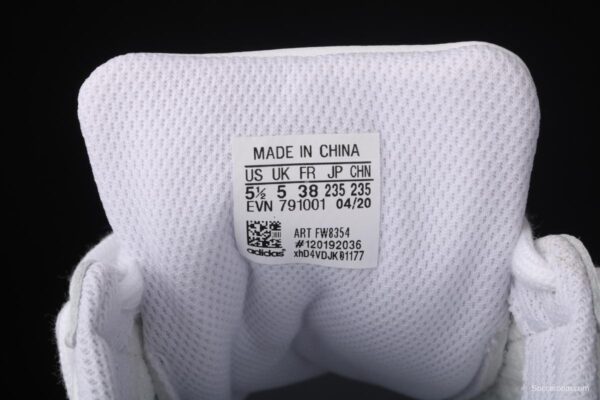 MADE IN CHINA
US UK FR JP CHN
5½ 5 38 235 235
EVN 791001 04/20
ART FW8354
#120192036
adidas xhD4VDJK81177